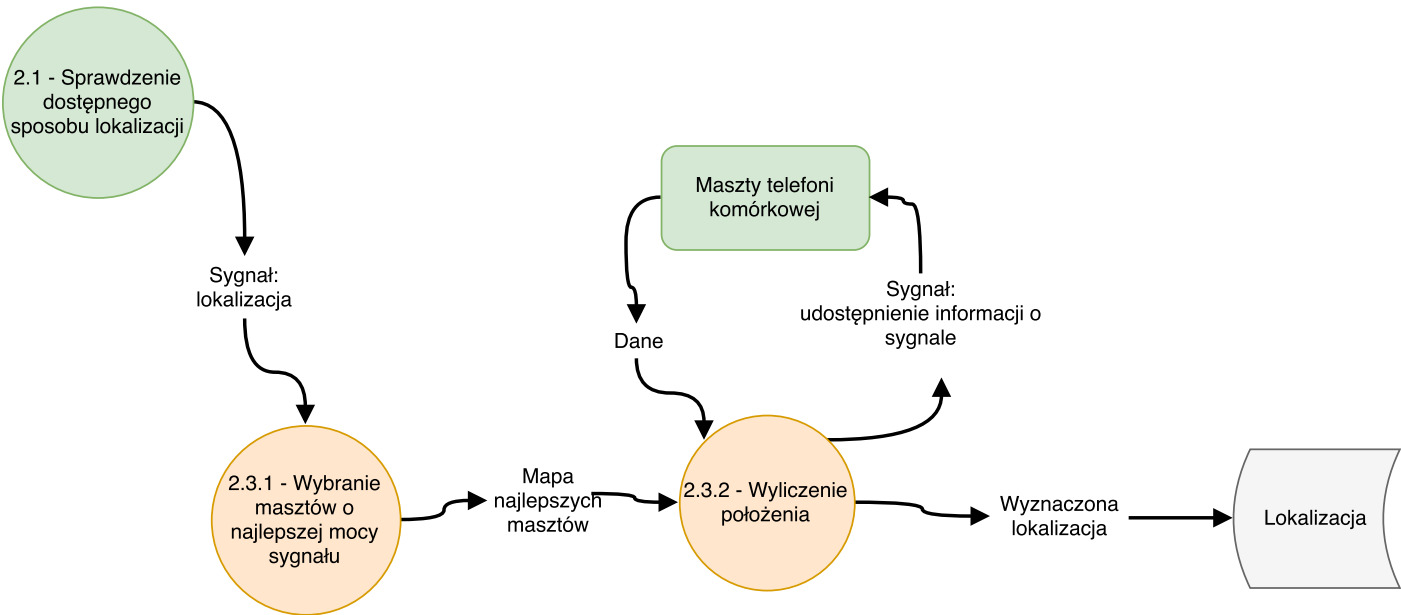 2.1 - Sprawdzenie
dostępnego
sposobu lokalizacji
Maszty telefoni
komórkowej
Sygnał:
lokalizacja
Sygnał:
udostępnienie informacji o
sygnale
Dane
2.3.1 - Wybranie
masztów o
najlepszej mocy
sygnału
Mapa
najlepszych
masztów
2.3.2 - Wyliczenie
położenia
Wyznaczona
lokalizacja
Lokalizacja